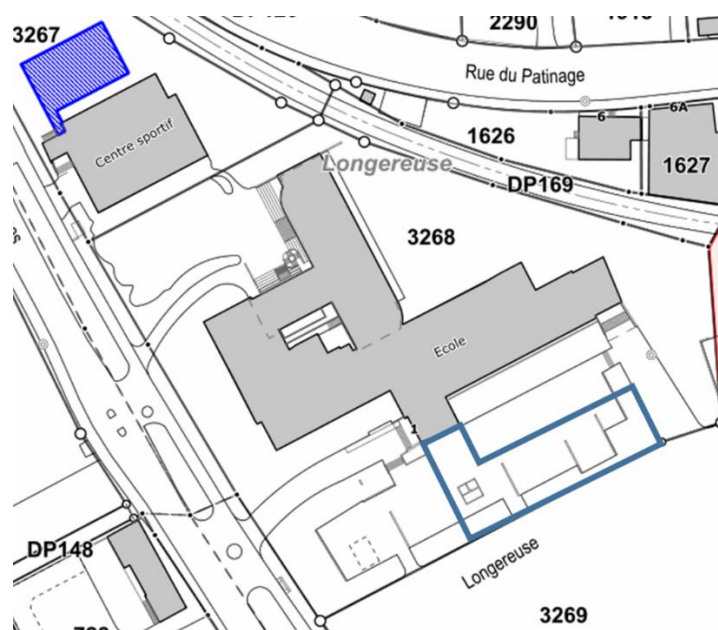 2290
3267
Rue du Patinage
6A
6
Centre sportif
1626
Longereuse
1627
DP169
3268
Ecole
1
DP148
Longereuse
3269